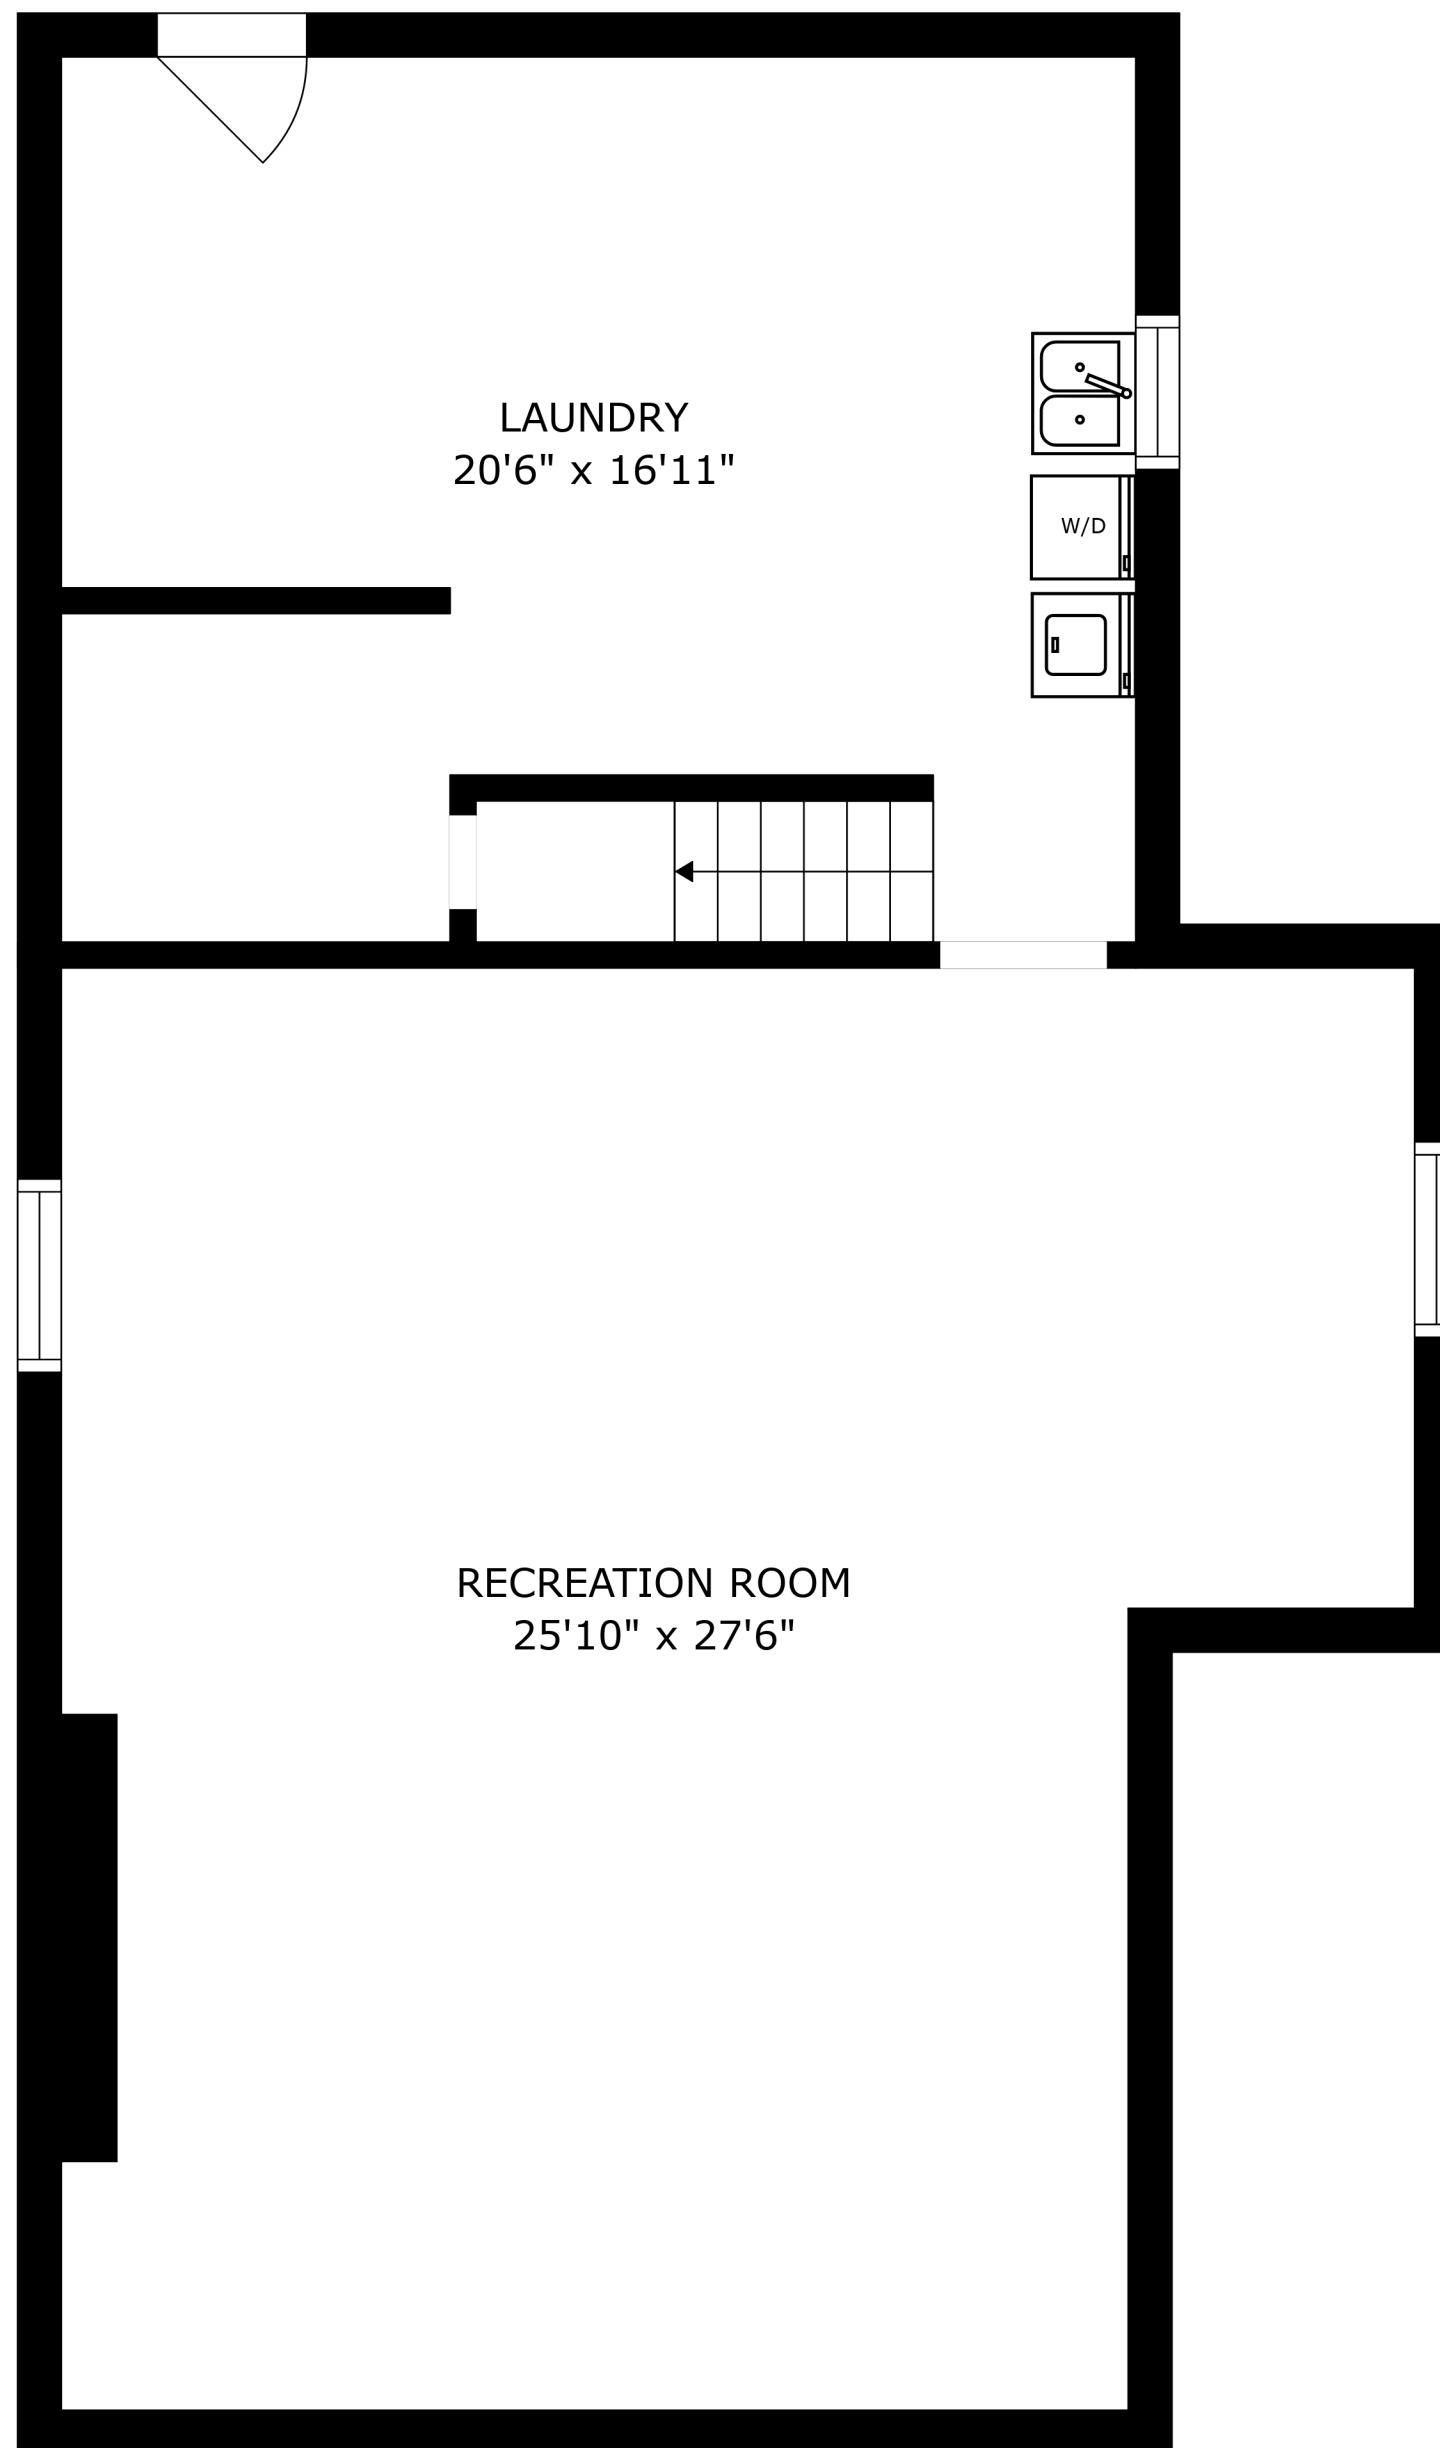 LAUNDRY
20'6" x 16'11"
W/D
RECREATION ROOM
25'10" x 27'6"